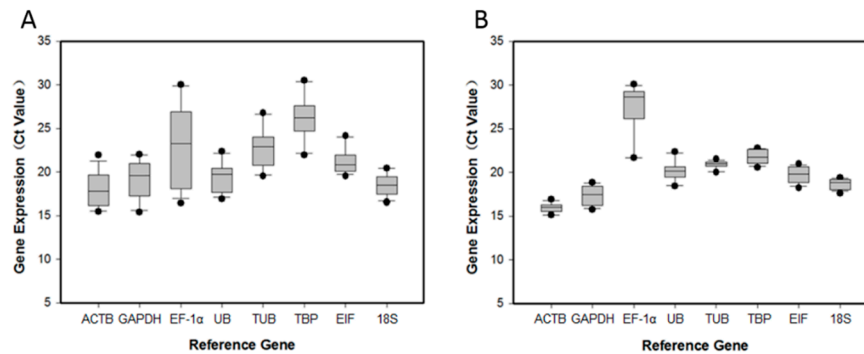 A
B
35
30
25
20
15
10
5
Gene Expression （Ct Value）
ACTB GAPDH EF-1α UB TUB TBP EIF 18S
Reference Gene
35
30
25
20
15
10
5
Gene Expression （Ct Value）
ACTB GAPDH EF-1α UB TUB TBP EIF 18S
Reference Gene